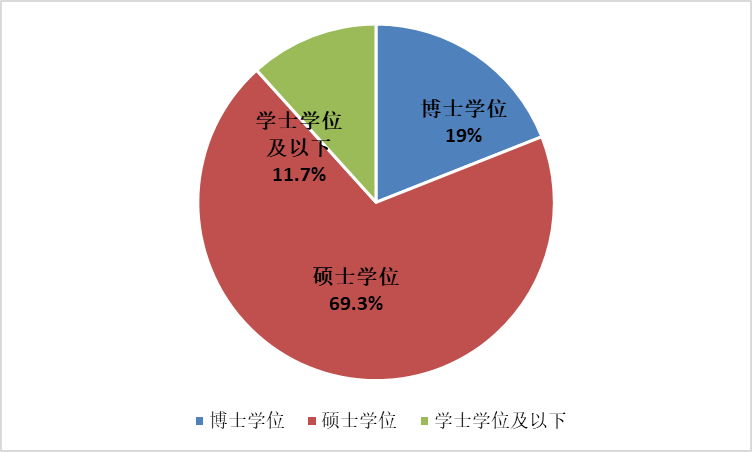 博士学位
19%
学士学位
及以下
11.7%
硕士学位
69.3%
博士学位 硕士学位 学士学位及以下